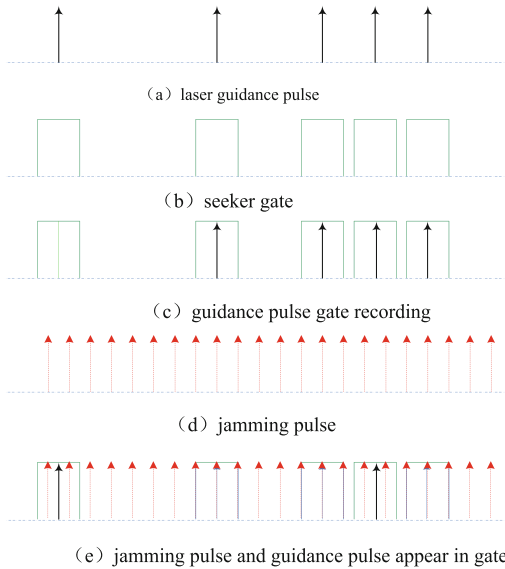 （a）laser guidance pulse
（b）seeker gate
（c）guidance pulse gate recording
（d）jamming pulse
（e）jamming pulse and guidance pulse appear in gate